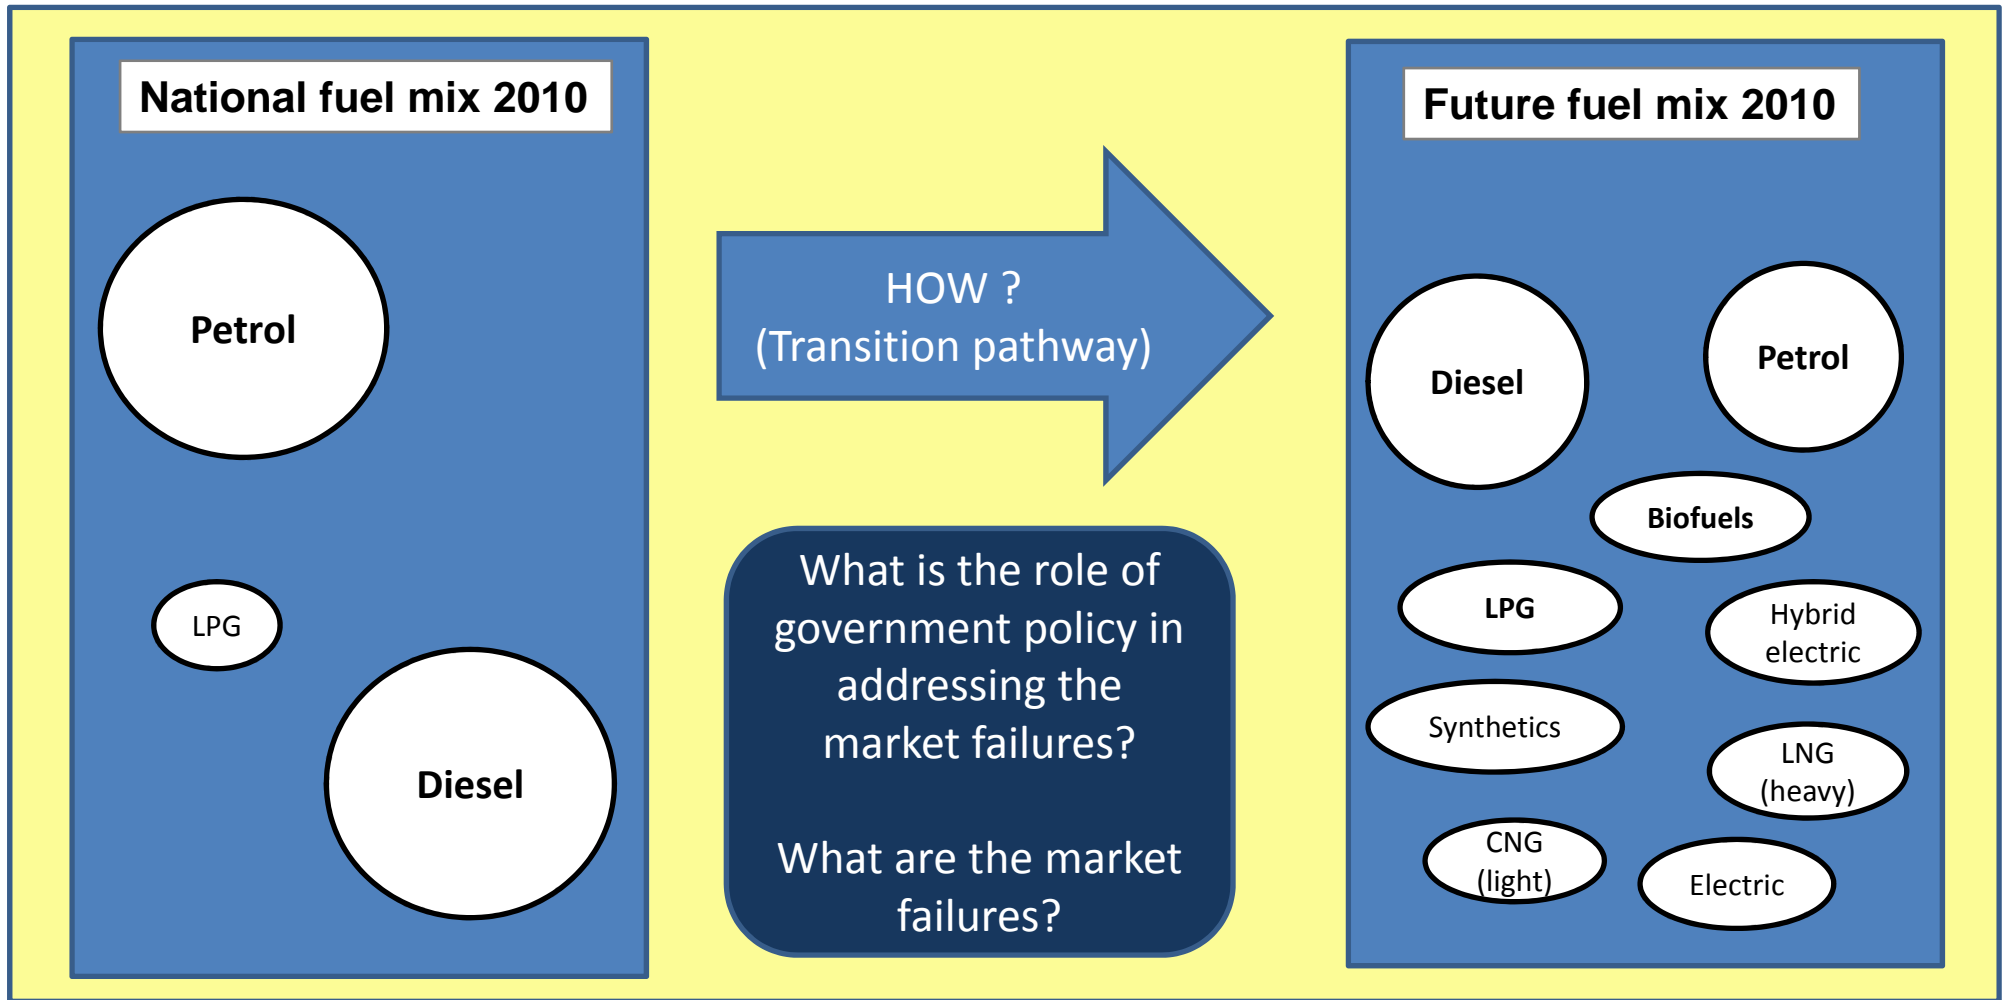 National fuel mix 2010
Petrol
LPG
Diesel
HOW ?
(Transition pathway)
What is the role of
government policy in
addressing the
market failures?
What are the market
failures?
Future fuel mix 2010
Diesel
Petrol
Biofuels
LPG
Hybrid
electric
Synthetics
LNG
(heavy)
CNG
(light)
Electric